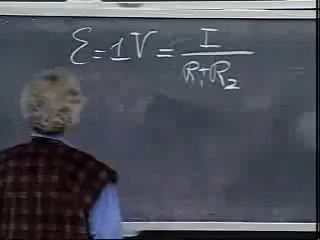 ℰ = 1V = I / (R₁ + R₂)